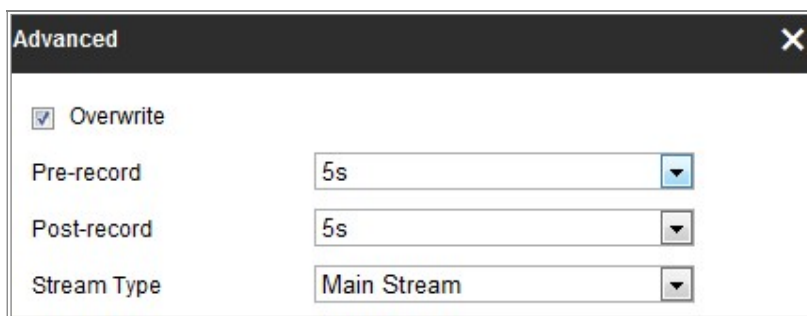 Advanced
Overwrite
Pre-record 5s
Post-record 5s
Stream Type Main Stream